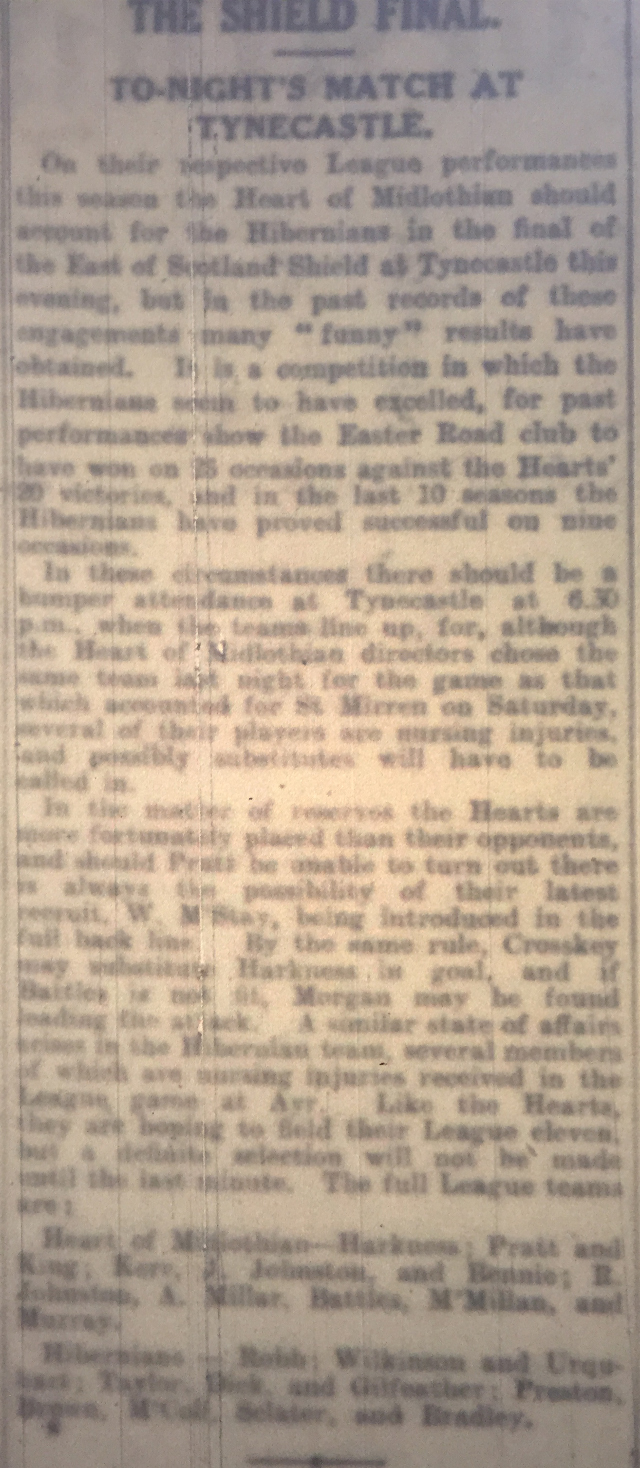 THE SHIELD FINAL.
TO-NIGHT'S MATCH AT
TYNECASTLE.
On their respective League performances
this season the Heart of Midlothian should
account for the Hibernians in the final of
the East of Scotland Shield at Tynecastle this
evening, but in the past records of these
engagements many "funny" results have
obtained. It is a competition in which the
Hibernians seem to have excelled, for past
performances show the Easter Road club to
have won on 25 occasions against the Hearts'
20 victories, and in the last 10 seasons the
Hibernians have proved successful on nine
occasions.
In these circumstances there should be a
bumper attendance at Tynecastle at 6.30
p.m., when the teams line up, for, although
the Heart of Midlothian directors chose the
same team last night for the game as that
which accounted for St Mirren on Saturday,
several of their players are nursing injuries,
and possibly substitutes will have to be
called in.
In the matter of reserves the Hearts are
more fortunately placed than their opponents,
and should Pratt be unable to turn out there
is always the possibility of their latest
recruit, W. M'Stay, being introduced in the
full back line. By the same rule, Crosskey
may substitute Harkness in goal, and if
Battles is not fit, Morgan may be found
leading the attack. A similar state of affairs
arises in the Hibernian team, several members
of which are nursing injuries received in the
League game at Ayr. Like the Hearts,
they are hoping to field their League eleven,
but a definite selection will not be made
until the last minute. The full League teams
are:
Heart of Midlothian—Harkness; Pratt and
King; Kerr, J. Johnston, and Bennie; R.
Johnston, A. Millar, Battles, M'Millan, and
Murray.
Hibernians — Robb; Wilkinson and Urqu-
hart; Taylor, Dick, and Gilfeather; Preston,
Brown, M'Coll, Sclater, and Bradley.